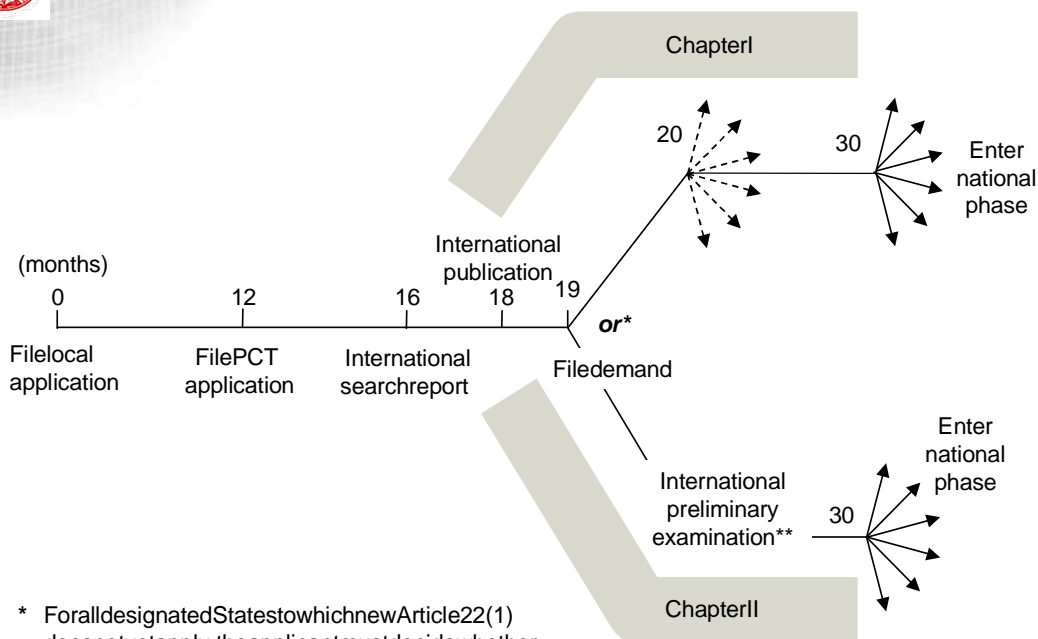 ChapterI
20
30
Enter
national
phase
International
publication
(months)
0
12
16
18
19
or*
Filelocal
application
FilePCT
application
International
searchreport
Filedemand
Enter
national
phase
International
preliminary
examination**
30
ChapterII
* ForalldesignatedStatestowhichnewArticle22(1)